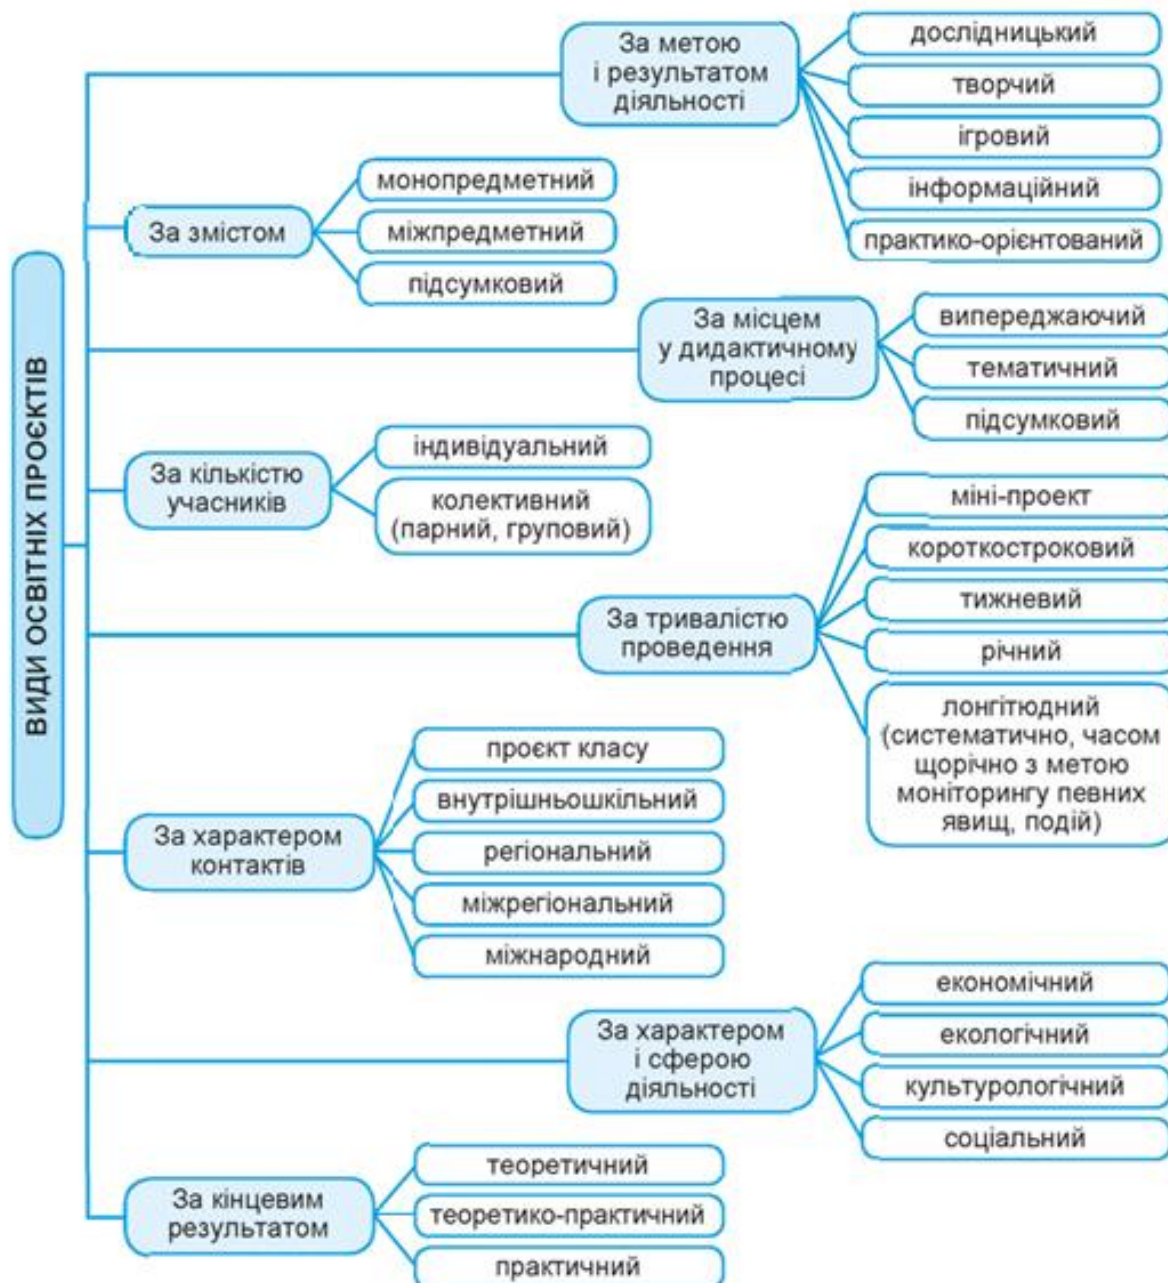 ВИДИ ОСВІТНІХ ПРОЄКТІВ
За метою
і результатом
діяльності
дослідницький
творчий
ігровий
інформаційний
практико-орієнтований
За змістом
монопредметний
міжпредметний
підсумковий
За місцем
у дидактичному
процесі
випереджаючий
тематичний
підсумковий
За кількістю
учасників
індивідуальний
колективний
(парний, груповий)
За тривалістю
проведення
міні-проект
короткостроковий
тижневий
річний
лонгітюдний
(систематично, часом
щорічно з метою
моніторингу певних
явищ, подій)
За характером
контактів
проєкт класу
внутрішньошкільний
регіональний
міжрегіональний
міжнародний
За характером
і сферою
діяльності
економічний
екологічний
культурологічний
соціальний
За кінцевим
результатом
теоретичний
теоретико-практичний
практичний